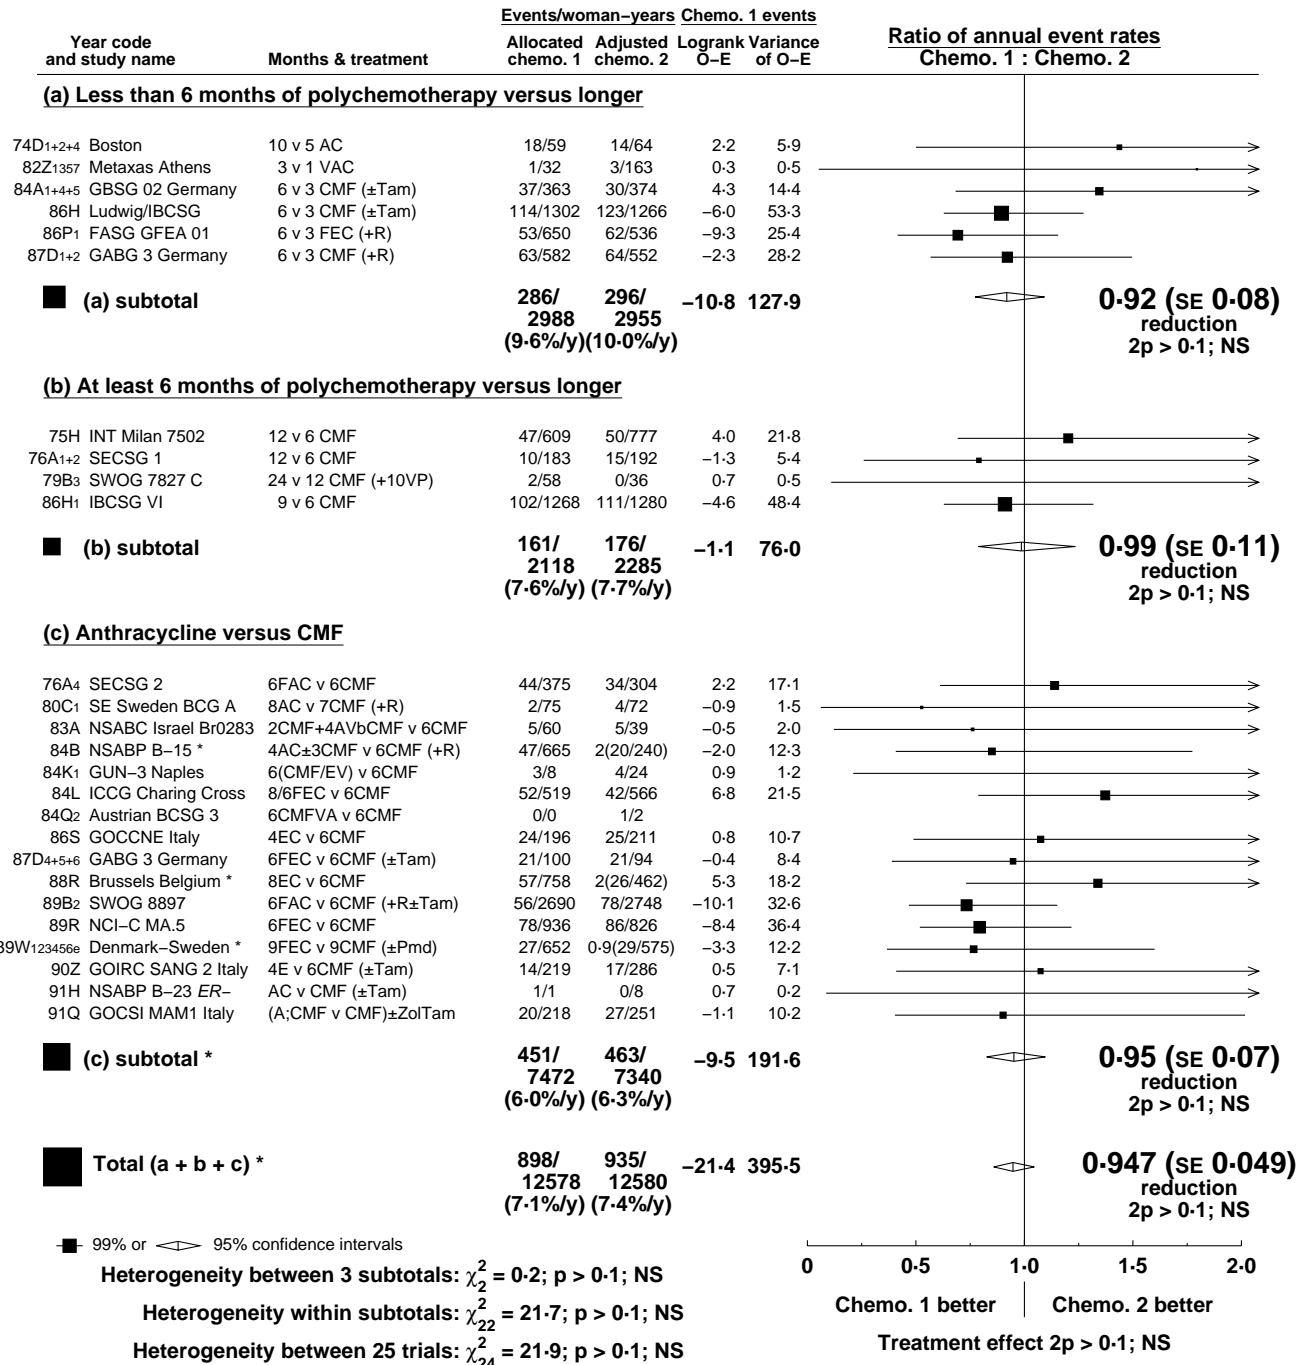 Events/woman−years Chemo. 1 events
Year code and study name Months & treatment Allocated chemo. 1 Adjusted chemo. 2 Logrank O−E Variance of O−E Ratio of annual event rates Chemo. 1 : Chemo. 2
(a) Less than 6 months of polychemotherapy versus longer
74D1+2+4 Boston 10 v 5 AC 18/59 14/64 2·2 5·9
82Z1357 Metaxas Athens 3 v 1 VAC 1/32 3/163 0·3 0·5
84A1+4+5 GBSG 02 Germany 6 v 3 CMF (±Tam) 37/363 30/374 4·3 14·4
86H Ludwig/IBCSG 6 v 3 CMF (±Tam) 114/1302 123/1266 −6·0 53·3
86P1 FASG GFEA 01 6 v 3 FEC (+R) 53/650 62/536 −9·3 25·4
87D1+2 GABG 3 Germany 6 v 3 CMF (+R) 63/582 64/552 −2·3 28·2
(a) subtotal 286/ 296/ −10·8 127·9 0·92 (SE 0·08)
2988 2955 reduction
(9·6%/y) (10·0%/y) 2p > 0·1; NS
(b) At least 6 months of polychemotherapy versus longer
75H INT Milan 7502 12 v 6 CMF 47/609 50/777 4·0 21·8
76A1+2 SECSG 1 12 v 6 CMF 10/183 15/192 −1·3 5·4
79B3 SWOG 7827 C 24 v 12 CMF (+10VP) 2/58 0/36 0·7 0·5
86H1 IBCSG VI 9 v 6 CMF 102/1268 111/1280 −4·6 48·4
(b) subtotal 161/ 176/ −1·1 76·0 0·99 (SE 0·11)
2118 2285 reduction
(7·6%/y) (7·7%/y) 2p > 0·1; NS
(c) Anthracycline versus CMF
76A4 SECSG 2 6FAC v 6CMF 44/375 34/304 2·2 17·1
80C1 SE Sweden BCG A 8AC v 7CMF (+R) 2/75 4/72 −0·9 1·5
83A NSABC Israel Br0283 2CMF+4AVbCMF v 6CMF 5/60 5/39 −0·5 2·0
84B NSABP B−15 * 4AC±3CMF v 6CMF (+R) 47/665 2(20/240) −2·0 12·3
84K1 GUN−3 Naples 6(CMF/EV) v 6CMF 3/8 4/24 0·9 1·2
84L ICCG Charing Cross 8/6FEC v 6CMF 52/519 42/566 6·8 21·5
84Q2 Austrian BCSG 3 6CMFVA v 6CMF 0/0 1/2
86S GOCCNE Italy 4EC v 6CMF 24/196 25/211 0·8 10·7
87D4+5+6 GABG 3 Germany 6FEC v 6CMF (±Tam) 21/100 21/94 −0·4 8·4
88R Brussels Belgium * 8EC v 6CMF 57/758 2(26/462) 5·3 18·2
89B2 SWOG 8897 6FAC v 6CMF (+R±Tam) 56/2690 78/2748 −10·1 32·6
89R NCI−C MA.5 6FEC v 6CMF 78/936 86/826 −8·4 36·4
39W123456e Denmark−Sweden * 9FEC v 9CMF (±Pmd) 27/652 0·9(29/575) −3·3 12·2
90Z GOIRC SANG 2 Italy 4E v 6CMF (±Tam) 14/219 17/286 0·5 7·1
91H NSABP B−23 ER− AC v CMF (±Tam) 1/1 0/8 0·7 0·2
91Q GOCSI MAM1 Italy (A;CMF v CMF)±ZolTam 20/218 27/251 −1·1 10·2
(c) subtotal * 451/ 463/ −9·5 191·6 0·95 (SE 0·07)
7472 7340 reduction
(6·0%/y) (6·3%/y) 2p > 0·1; NS
Total (a + b + c) * 898/ 935/ −21·4 395·5 0·947 (SE 0·049)
12578 12580 reduction
(7·1%/y) (7·4%/y) 2p > 0·1; NS
99% or 95% confidence intervals
0 0·5 1·0 1·5 2·0
Chemo. 1 better Chemo. 2 better
Treatment effect 2p > 0·1; NS
Heterogeneity between 3 subtotals: χ²₂ = 0·2; p > 0·1; NS
Heterogeneity within subtotals: χ²₂₂ = 21·7; p > 0·1; NS
Heterogeneity between 25 trials: χ²₂₄ = 21·9; p > 0·1; NS